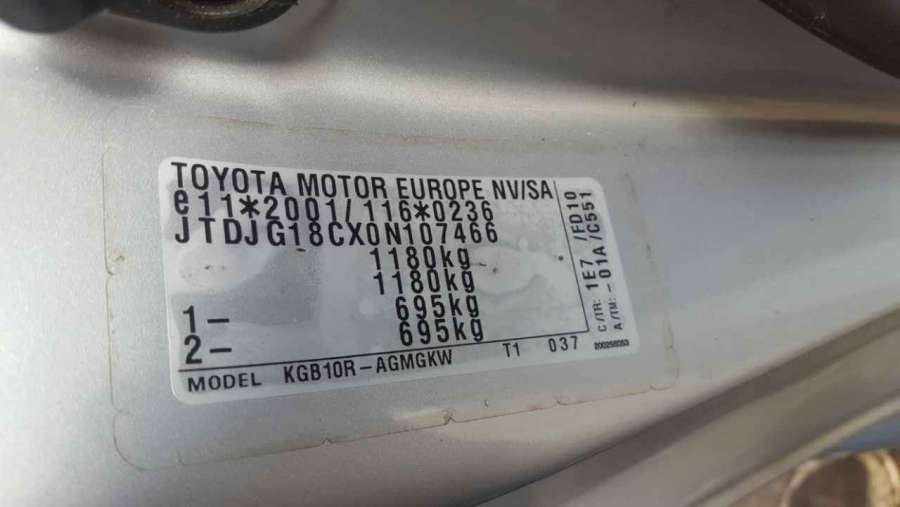 TOYOTA MOTOR EUROPE NV/SA
e11*2001/116*0236
JTDJG18CX0N107466
1180kg
1180kg
1- 695kg
2- 695kg
MODEL KGB10R-AGMGKW T1 037
C/TR: 1E7 /FD10
A/TM: -01A /C551